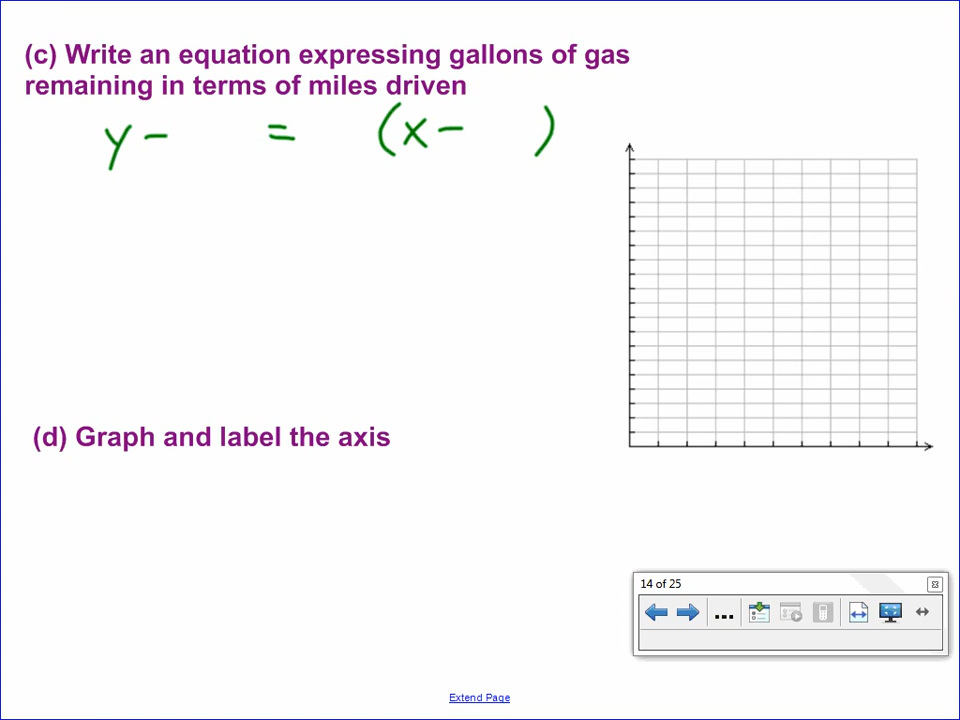 (c) Write an equation expressing gallons of gas
remaining in terms of miles driven
y - = (x - )
(d) Graph and label the axis
14 of 25
...
Extend Page